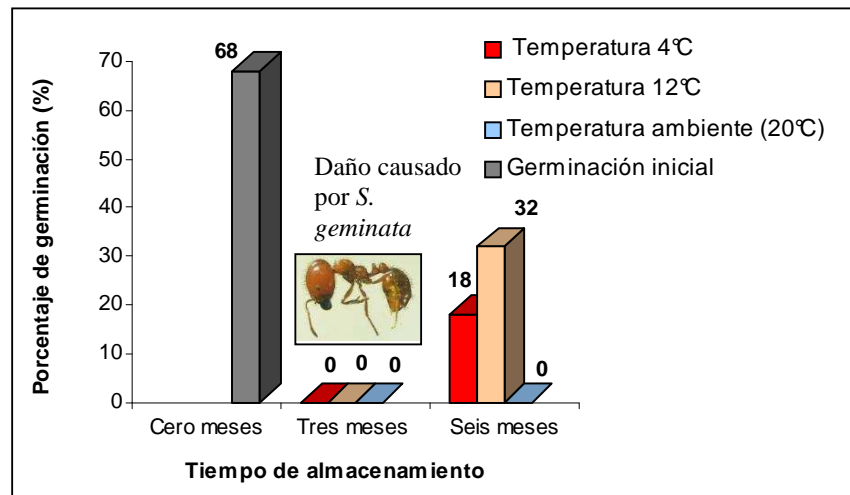 Porcentaje de germinación (%)
70
60
50
40
30
20
10
0
68
Daño causado
por S.
geminata
0 0 0
18
32
0
Temperatura 4°C
Temperatura 12°C
Temperatura ambiente (20°C)
Germinación inicial
Cero meses
Tres meses
Seis meses
Tiempo de almacenamiento